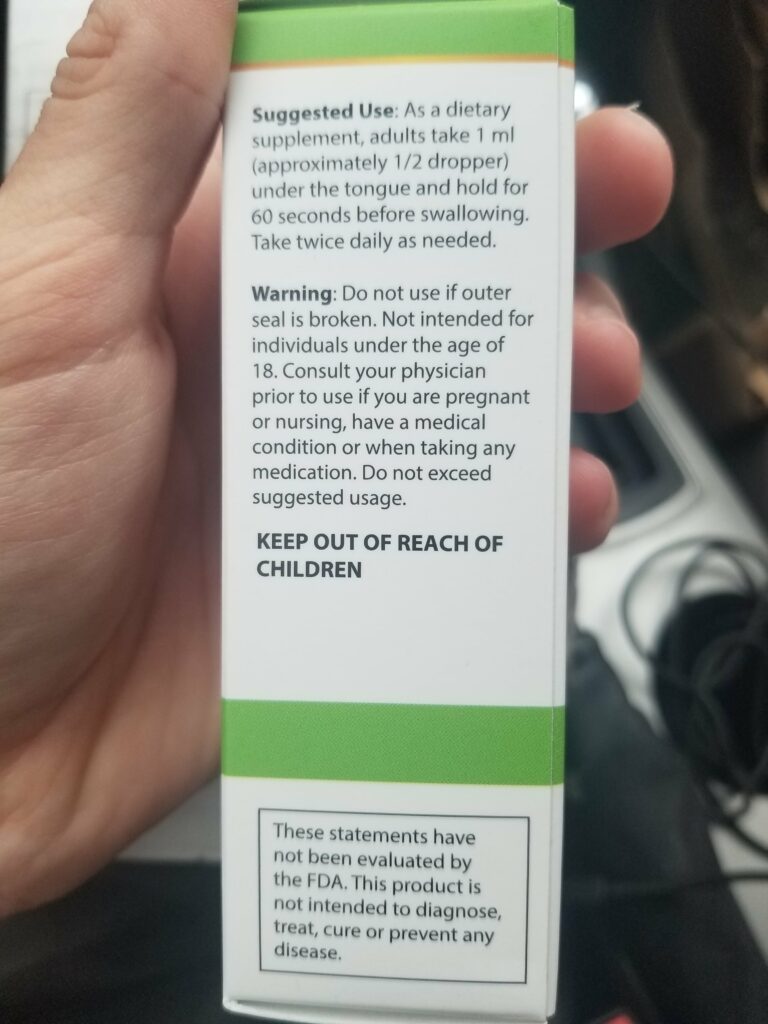 Suggested Use: As a dietary
supplement, adults take 1 ml
(approximately 1/2 dropper)
under the tongue and hold for
60 seconds before swallowing.
Take twice daily as needed.
Warning: Do not use if outer
seal is broken. Not intended for
individuals under the age of
18. Consult your physician
prior to use if you are pregnant
or nursing, have a medical
condition or when taking any
medication. Do not exceed
suggested usage.
KEEP OUT OF REACH OF
CHILDREN
These statements have
not been evaluated by
the FDA. This product is
not intended to diagnose,
treat, cure or prevent any
disease.